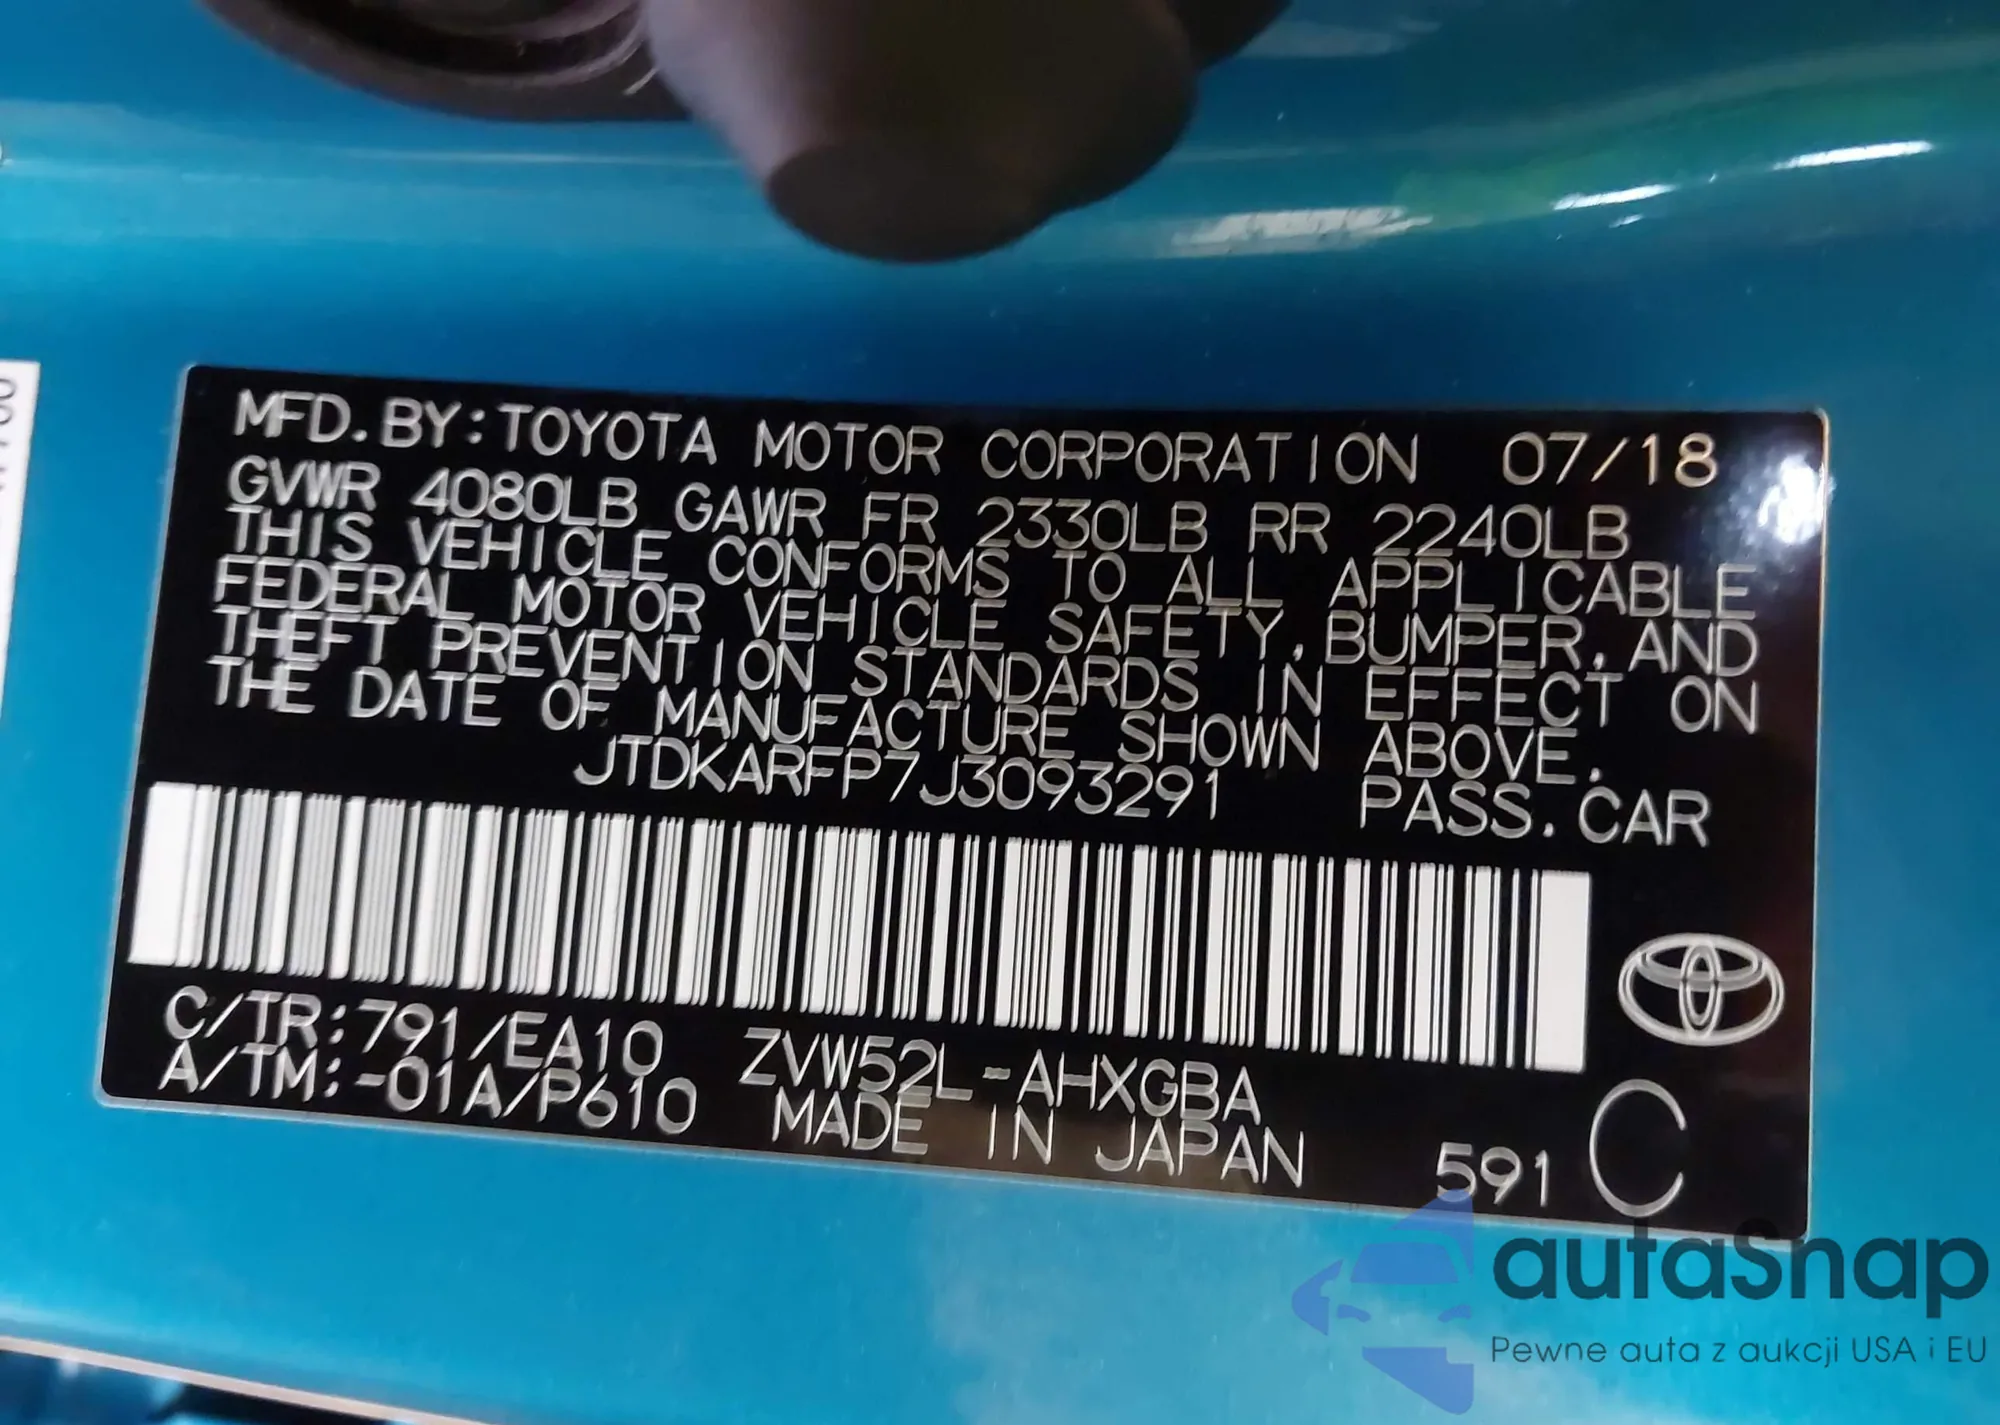 MFD.BY:TOYOTA MOTOR CORPORATION 07/18
GVWR 4080LB GAWR FR 2330LB RR 2240LB
THIS VEHICLE CONFORMS TO ALL APPLICABLE
FEDERAL MOTOR VEHICLE SAFETY,BUMPER,AND
THEFT PREVENTION STANDARDS IN EFFECT ON
THE DATE OF MANUFACTURE SHOWN ABOVE.
JTDKARFP7J3093291 PASS.CAR
C/TR:791/EA10 ZVW52L-AHXGBA
A/TM:-01A/P610 MADE IN JAPAN 591 C
autaSnap
Pewne auta z aukcji USA i EU